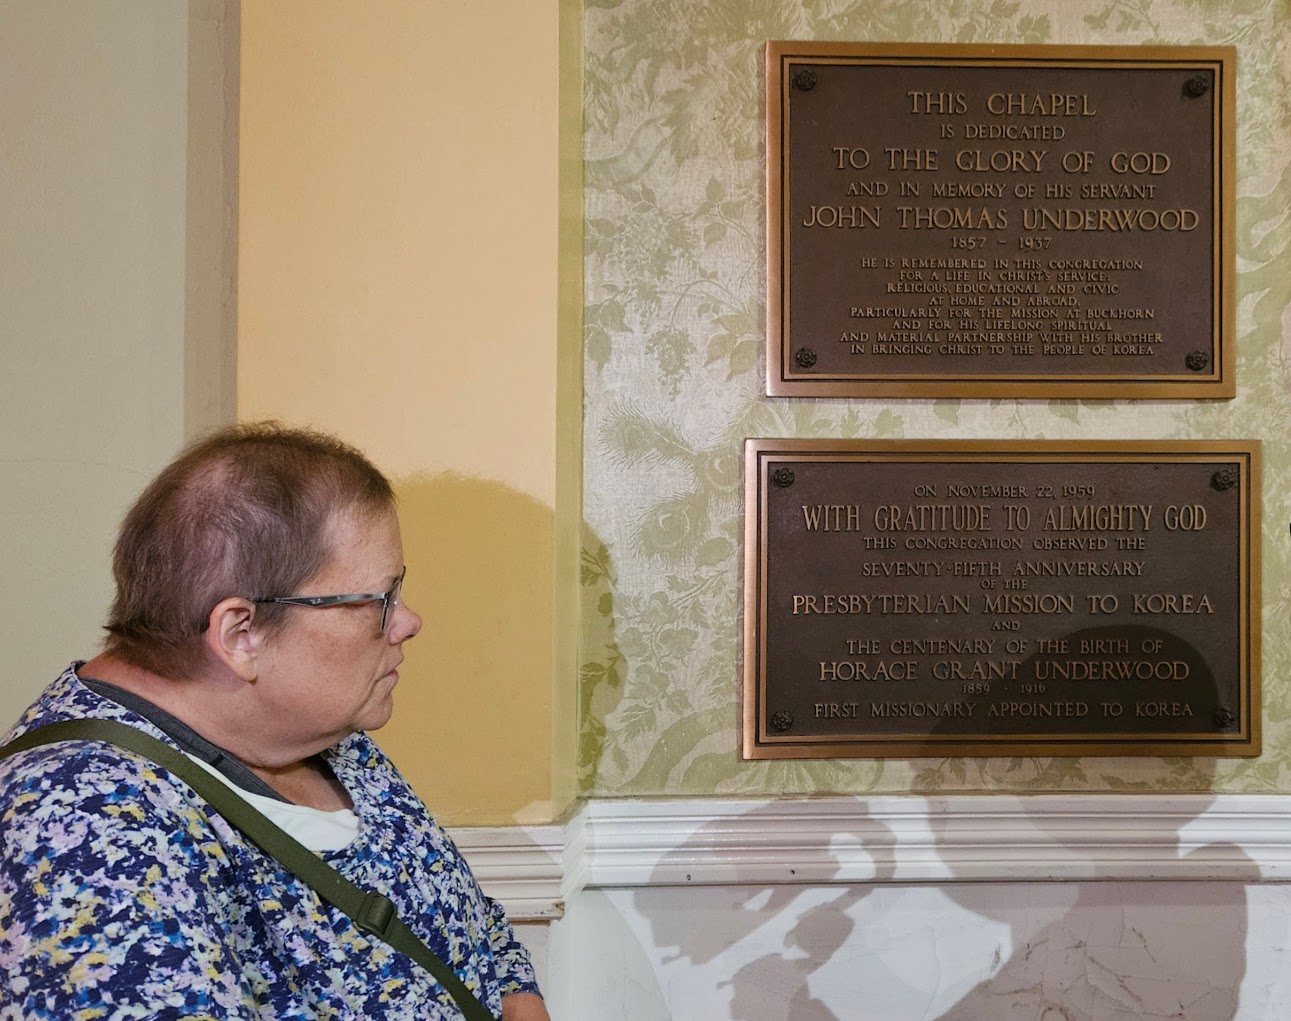 THIS CHAPEL
IS DEDICATED
TO THE GLORY OF GOD
AND IN MEMORY OF HIS SERVANT
JOHN THOMAS UNDERWOOD
1857 - 1937
HE IS REMEMBERED IN THIS CONGREGATION
FOR A LIFE IN CHRIST'S SERVICE:
RELIGIOUS, EDUCATIONAL AND CIVIC
AT HOME AND ABROAD,
PARTICULARLY FOR THE MISSION AT BUCKHORN
AND FOR HIS LIFELONG SPIRITUAL
AND MATERIAL PARTNERSHIP WITH HIS BROTHER
IN BRINGING CHRIST TO THE PEOPLE OF KOREA
ON NOVEMBER 22, 1959
WITH GRATITUDE TO ALMIGHTY GOD
THIS CONGREGATION OBSERVED THE
SEVENTY-FIFTH ANNIVERSARY
OF THE
PRESBYTERIAN MISSION TO KOREA
AND
THE CENTENARY OF THE BIRTH OF
HORACE GRANT UNDERWOOD
1859 · 1916
FIRST MISSIONARY APPOINTED TO KOREA